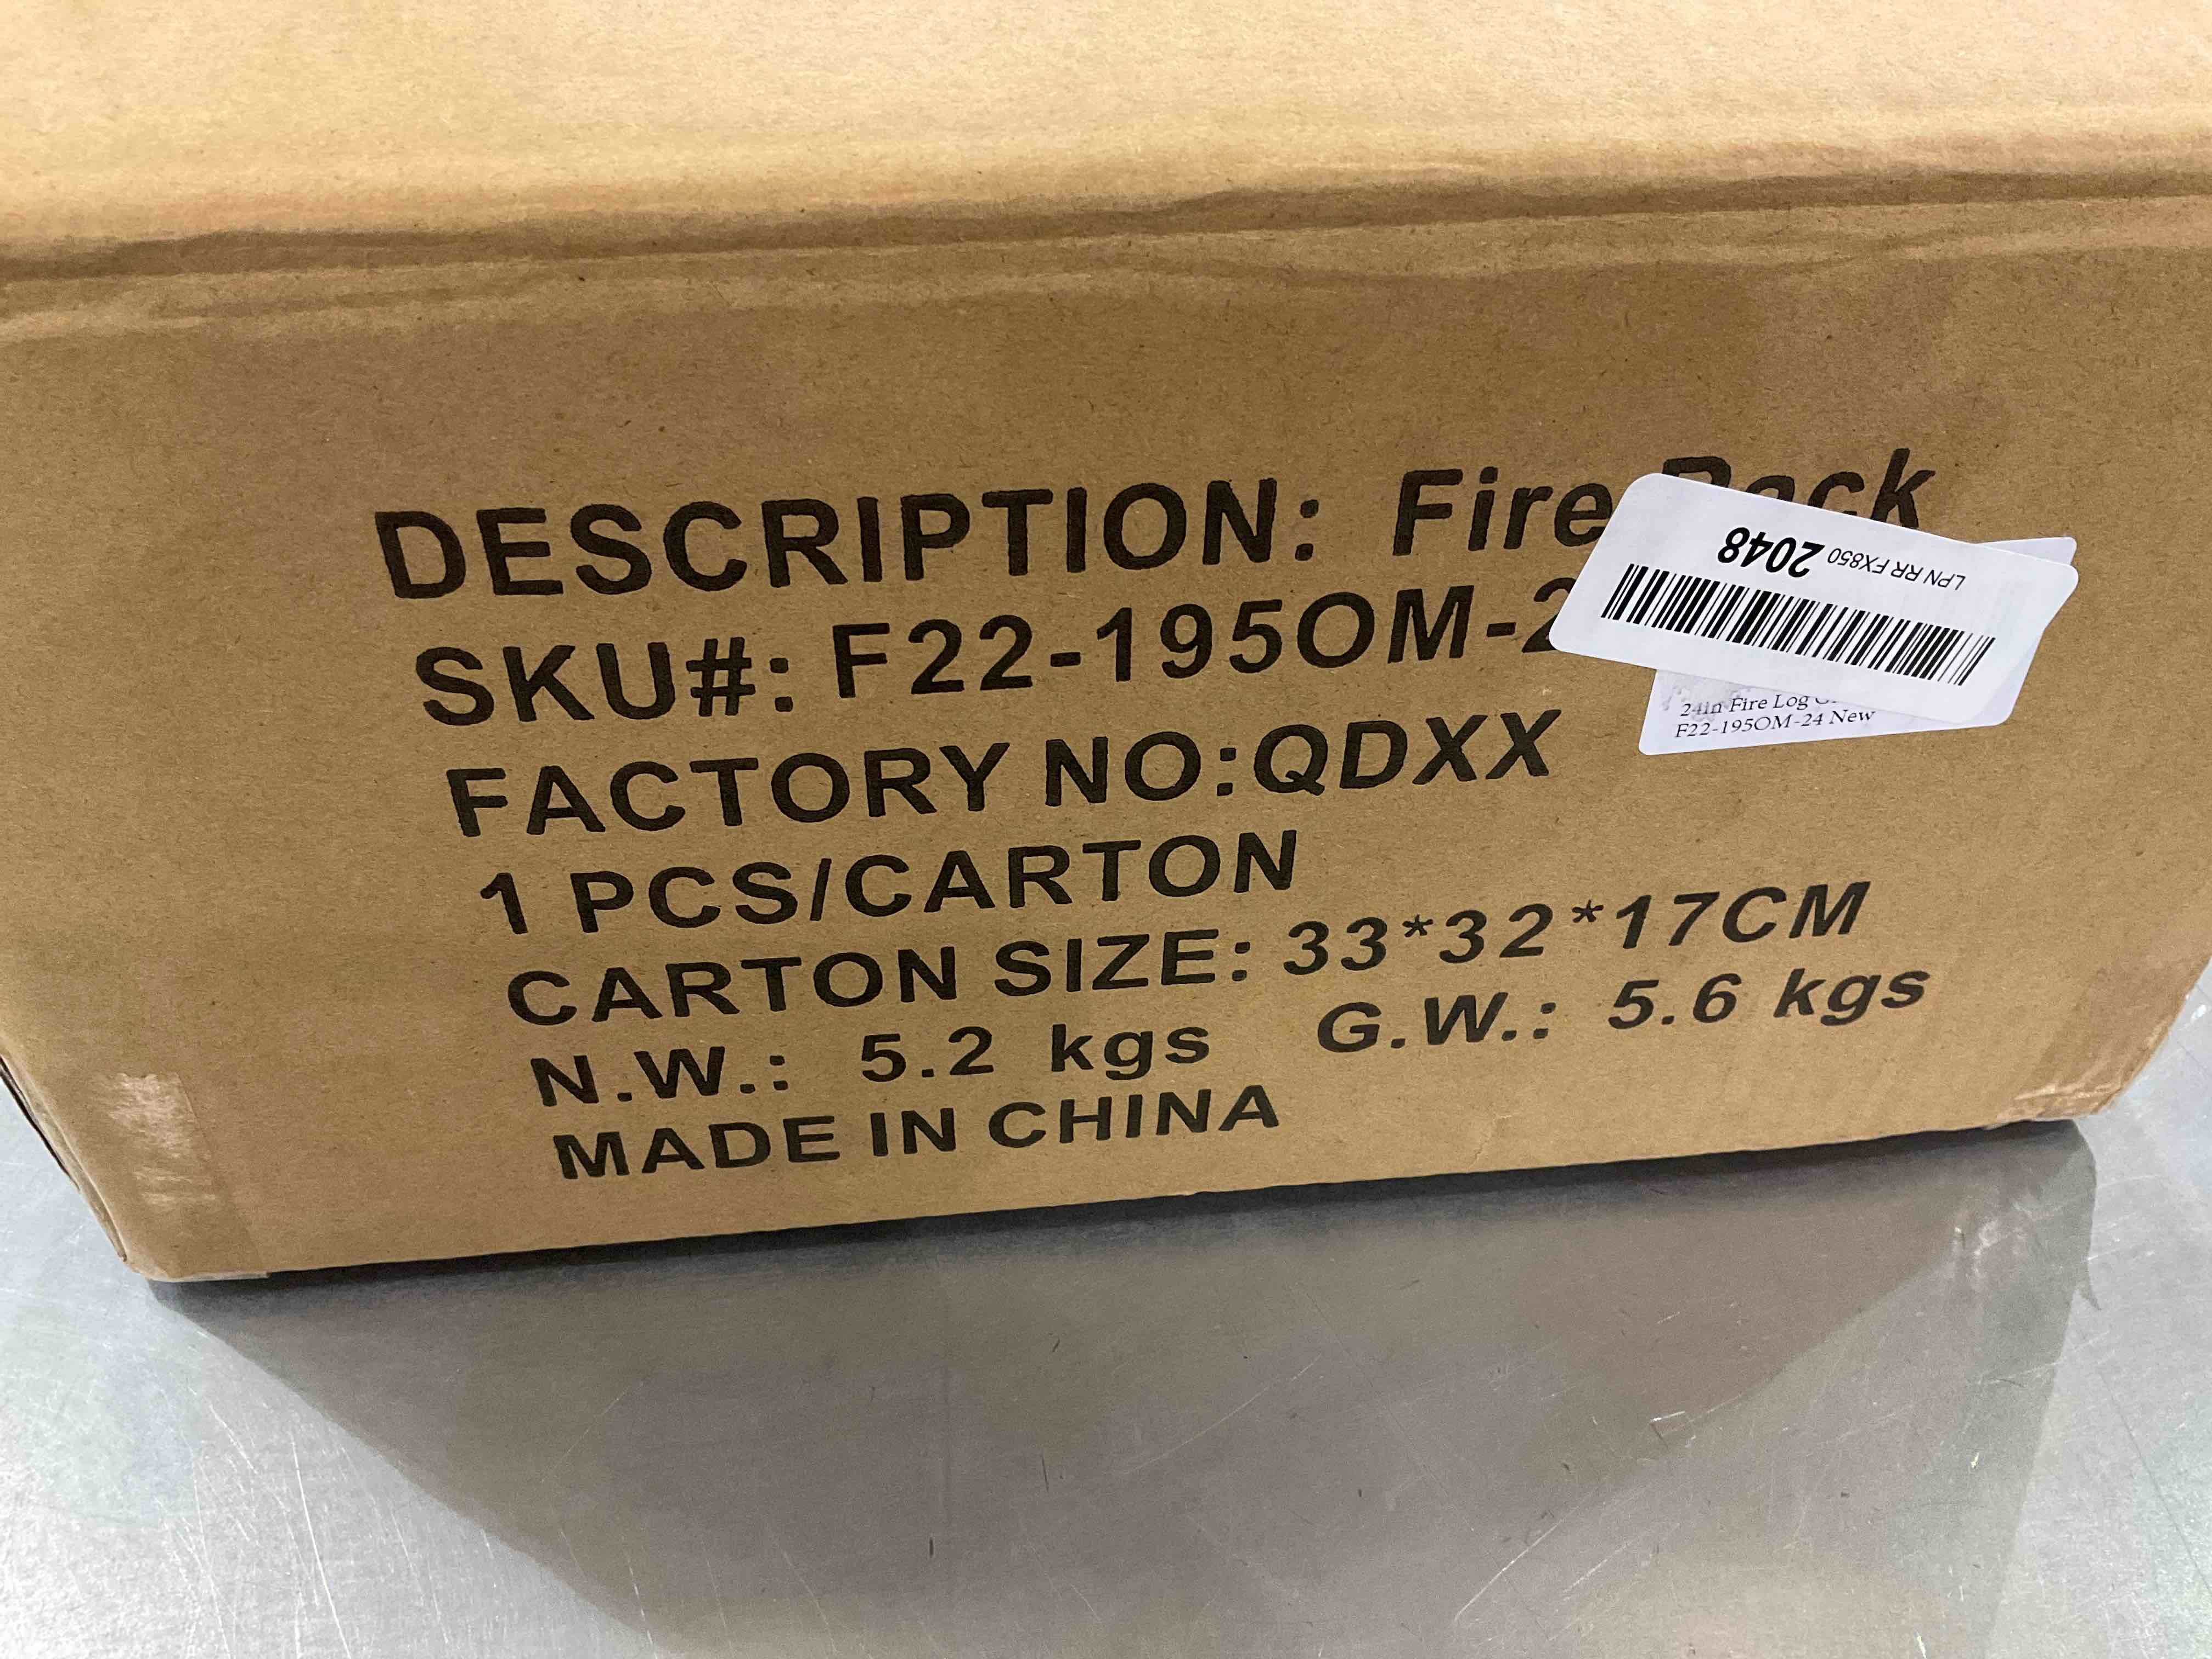 DESCRIPTION: Fire Rack
SKU#: F22-195OM-2
FACTORY NO:QDXX
1 PCS/CARTON
CARTON SIZE: 33*32*17CM
N.W.: 5.2 kgs G.W.: 5.6 kgs
MADE IN CHINA
LPN RR FX850 2048
24in Fire Log
F22-195OM-24 New